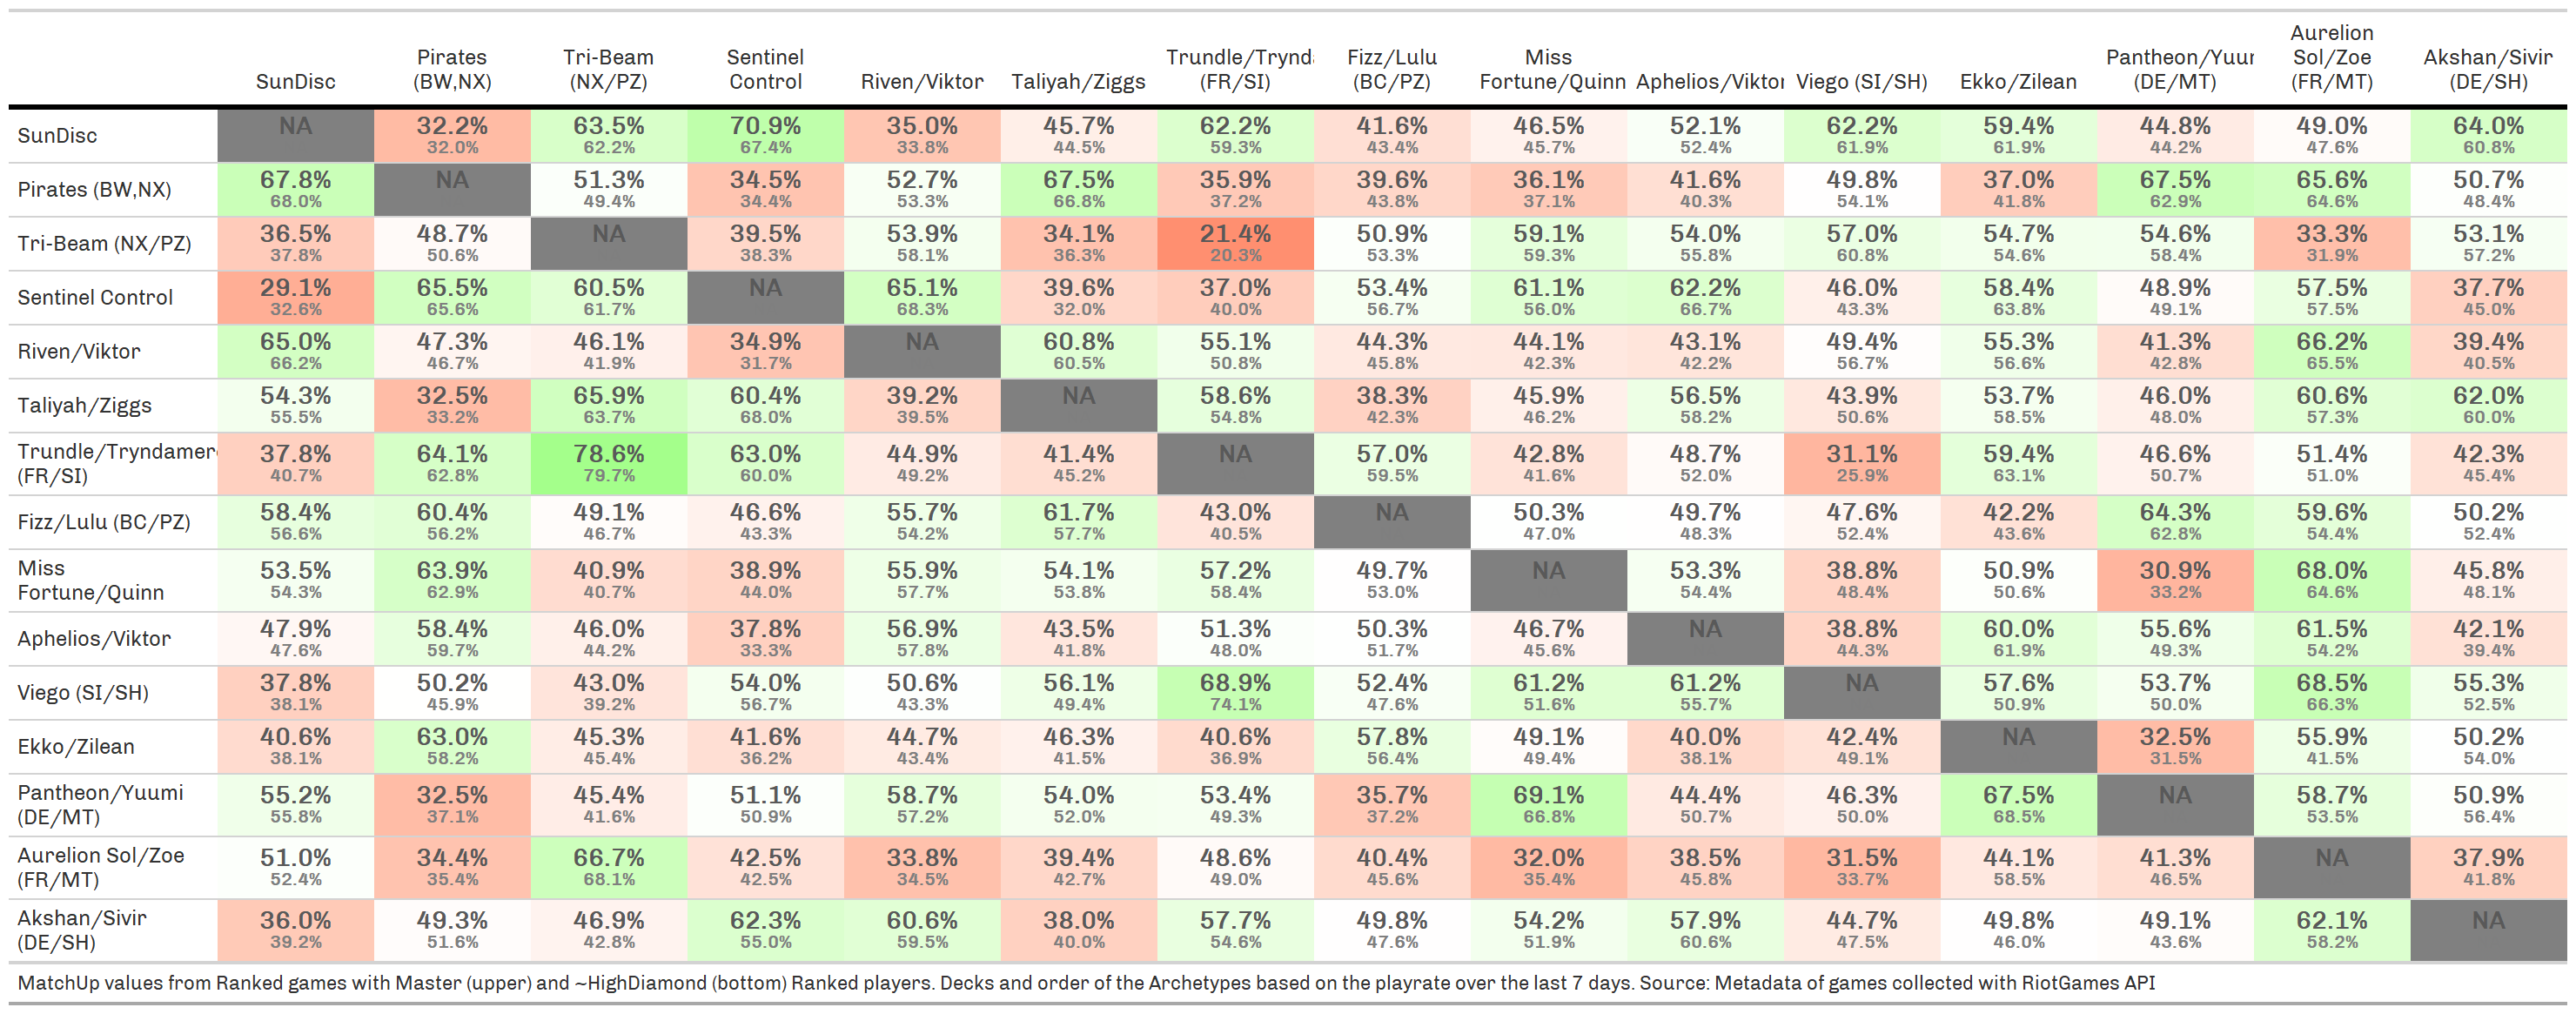 SunDisc Pirates (BW,NX) Tri-Beam (NX/PZ) Sentinel Control Riven/Viktor Taliyah/Ziggs Trundle/Trynd (FR/SI) Fizz/Lulu (BC/PZ) Miss Fortune/Quinn Aphelios/Viktor Viego (SI/SH) Ekko/Zilean Pantheon/Yuur (DE/MT) Aurelion Sol/Zoe (FR/MT) Akshan/Sivir (DE/SH)
SunDisc NA 32.2% 63.5% 70.9% 35.0% 45.7% 62.2% 41.6% 46.5% 52.1% 62.2% 59.4% 44.8% 49.0% 64.0%
32.0% 62.2% 67.4% 33.8% 44.5% 59.3% 43.4% 45.7% 52.4% 61.9% 61.9% 44.2% 47.6% 60.8%
Pirates (BW,NX) 67.8% NA 51.3% 34.5% 52.7% 67.5% 35.9% 39.6% 36.1% 41.6% 49.8% 37.0% 67.5% 65.6% 50.7%
68.0% 49.4% 34.4% 53.3% 66.8% 37.2% 43.8% 37.1% 40.3% 54.1% 41.8% 62.9% 64.6% 48.4%
Tri-Beam (NX/PZ) 36.5% 48.7% NA 39.5% 53.9% 34.1% 21.4% 50.9% 59.1% 54.0% 57.0% 54.7% 54.6% 33.3% 53.1%
37.8% 50.6% 38.3% 58.1% 36.3% 20.3% 53.3% 59.3% 55.8% 60.8% 54.6% 58.4% 31.9% 57.2%
Sentinel Control 29.1% 65.5% 60.5% NA 65.1% 39.6% 37.0% 53.4% 61.1% 62.2% 46.0% 58.4% 48.9% 57.5% 37.7%
32.6% 65.6% 61.7% 68.3% 32.0% 40.0% 56.7% 56.0% 66.7% 43.3% 63.8% 49.1% 57.5% 45.0%
Riven/Viktor 65.0% 47.3% 46.1% 34.9% NA 60.8% 55.1% 44.3% 44.1% 43.1% 49.4% 55.3% 41.3% 66.2% 39.4%
66.2% 46.7% 41.9% 31.7% 60.5% 50.8% 45.8% 42.3% 42.2% 56.7% 56.6% 42.8% 65.5% 40.5%
Taliyah/Ziggs 54.3% 32.5% 65.9% 60.4% 39.2% NA 58.6% 38.3% 45.9% 56.5% 43.9% 53.7% 46.0% 60.6% 62.0%
55.5% 33.2% 63.7% 68.0% 39.5% 54.8% 42.3% 46.2% 58.2% 50.6% 58.5% 48.0% 57.3% 60.0%
Trundle/Tryndamer (FR/SI) 37.8% 64.1% 78.6% 63.0% 44.9% 41.4% NA 57.0% 42.8% 48.7% 31.1% 59.4% 46.6% 51.4% 42.3%
40.7% 62.8% 79.7% 60.0% 49.2% 45.2% 59.5% 41.6% 52.0% 25.9% 63.1% 50.7% 51.0% 45.4%
Fizz/Lulu (BC/PZ) 58.4% 60.4% 49.1% 46.6% 55.7% 61.7% 43.0% NA 50.3% 49.7% 47.6% 42.2% 64.3% 59.6% 50.2%
56.6% 56.2% 46.7% 43.3% 54.2% 57.7% 40.5% 47.0% 48.3% 52.4% 43.6% 62.8% 54.4% 52.4%
Miss Fortune/Quinn 53.5% 63.9% 40.9% 38.9% 55.9% 54.1% 57.2% 49.7% NA 53.3% 38.8% 50.9% 30.9% 68.0% 45.8%
54.3% 62.9% 40.7% 44.0% 57.7% 53.8% 58.4% 53.0% 54.4% 48.4% 50.6% 33.2% 64.6% 48.1%
Aphelios/Viktor 47.9% 58.4% 46.0% 37.8% 56.9% 43.5% 51.3% 50.3% 46.7% NA 38.8% 60.0% 55.6% 61.5% 42.1%
47.6% 59.7% 44.2% 33.3% 57.8% 41.8% 48.0% 51.7% 45.6% 44.3% 61.9% 49.3% 54.2% 39.4%
Viego (SI/SH) 37.8% 50.2% 43.0% 54.0% 50.6% 56.1% 68.9% 52.4% 61.2% 61.2% NA 57.6% 53.7% 68.5% 55.3%
38.1% 45.9% 39.2% 56.7% 43.3% 49.4% 74.1% 47.6% 51.6% 55.7% 50.9% 50.0% 66.3% 52.5%
Ekko/Zilean 40.6% 63.0% 45.3% 41.6% 44.7% 46.3% 40.6% 57.8% 49.1% 40.0% 42.4% NA 32.5% 55.9% 50.2%
38.1% 58.2% 45.4% 36.2% 43.4% 41.5% 36.9% 56.4% 49.4% 38.1% 49.1% 31.5% 41.5% 54.0%
Pantheon/Yuumi (DE/MT) 55.2% 32.5% 45.4% 51.1% 58.7% 54.0% 53.4% 35.7% 69.1% 44.4% 46.3% 67.5% NA 58.7% 50.9%
55.8% 37.1% 41.6% 50.9% 57.2% 52.0% 49.3% 37.2% 66.8% 50.7% 50.0% 68.5% 53.5% 56.4%
Aurelion Sol/Zoe (FR/MT) 51.0% 34.4% 66.7% 42.5% 33.8% 39.4% 48.6% 40.4% 32.0% 38.5% 31.5% 44.1% 41.3% NA 37.9%
52.4% 35.4% 68.1% 42.5% 34.5% 42.7% 49.0% 45.6% 35.4% 45.8% 33.7% 58.5% 46.5% 41.8%
Akshan/Sivir (DE/SH) 36.0% 49.3% 46.9% 62.3% 60.6% 38.0% 57.7% 49.8% 54.2% 57.9% 44.7% 49.8% 49.1% 62.1% NA
39.2% 51.6% 42.8% 55.0% 59.5% 40.0% 54.6% 47.6% 51.9% 60.6% 47.5% 46.0% 43.6% 58.2%
MatchUp values from Ranked games with Master (upper) and ~HighDiamond (bottom) Ranked players. Decks and order of the Archetypes based on the playrate over the last 7 days. Source: Metadata of games collected with RiotGames API